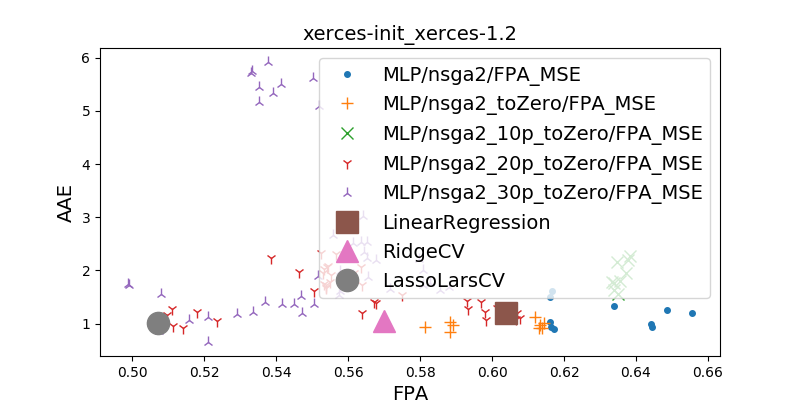 xerces-init_xerces-1.2
6
5
4
3
2
1
AAE
MLP/nsga2/FPA_MSE
MLP/nsga2_toZero/FPA_MSE
MLP/nsga2_10p_toZero/FPA_MSE
MLP/nsga2_20p_toZero/FPA_MSE
MLP/nsga2_30p_toZero/FPA_MSE
LinearRegression
RidgeCV
LassoLarsCV
0.50 0.52 0.54 0.56 0.58 0.60 0.62 0.64 0.66
FPA